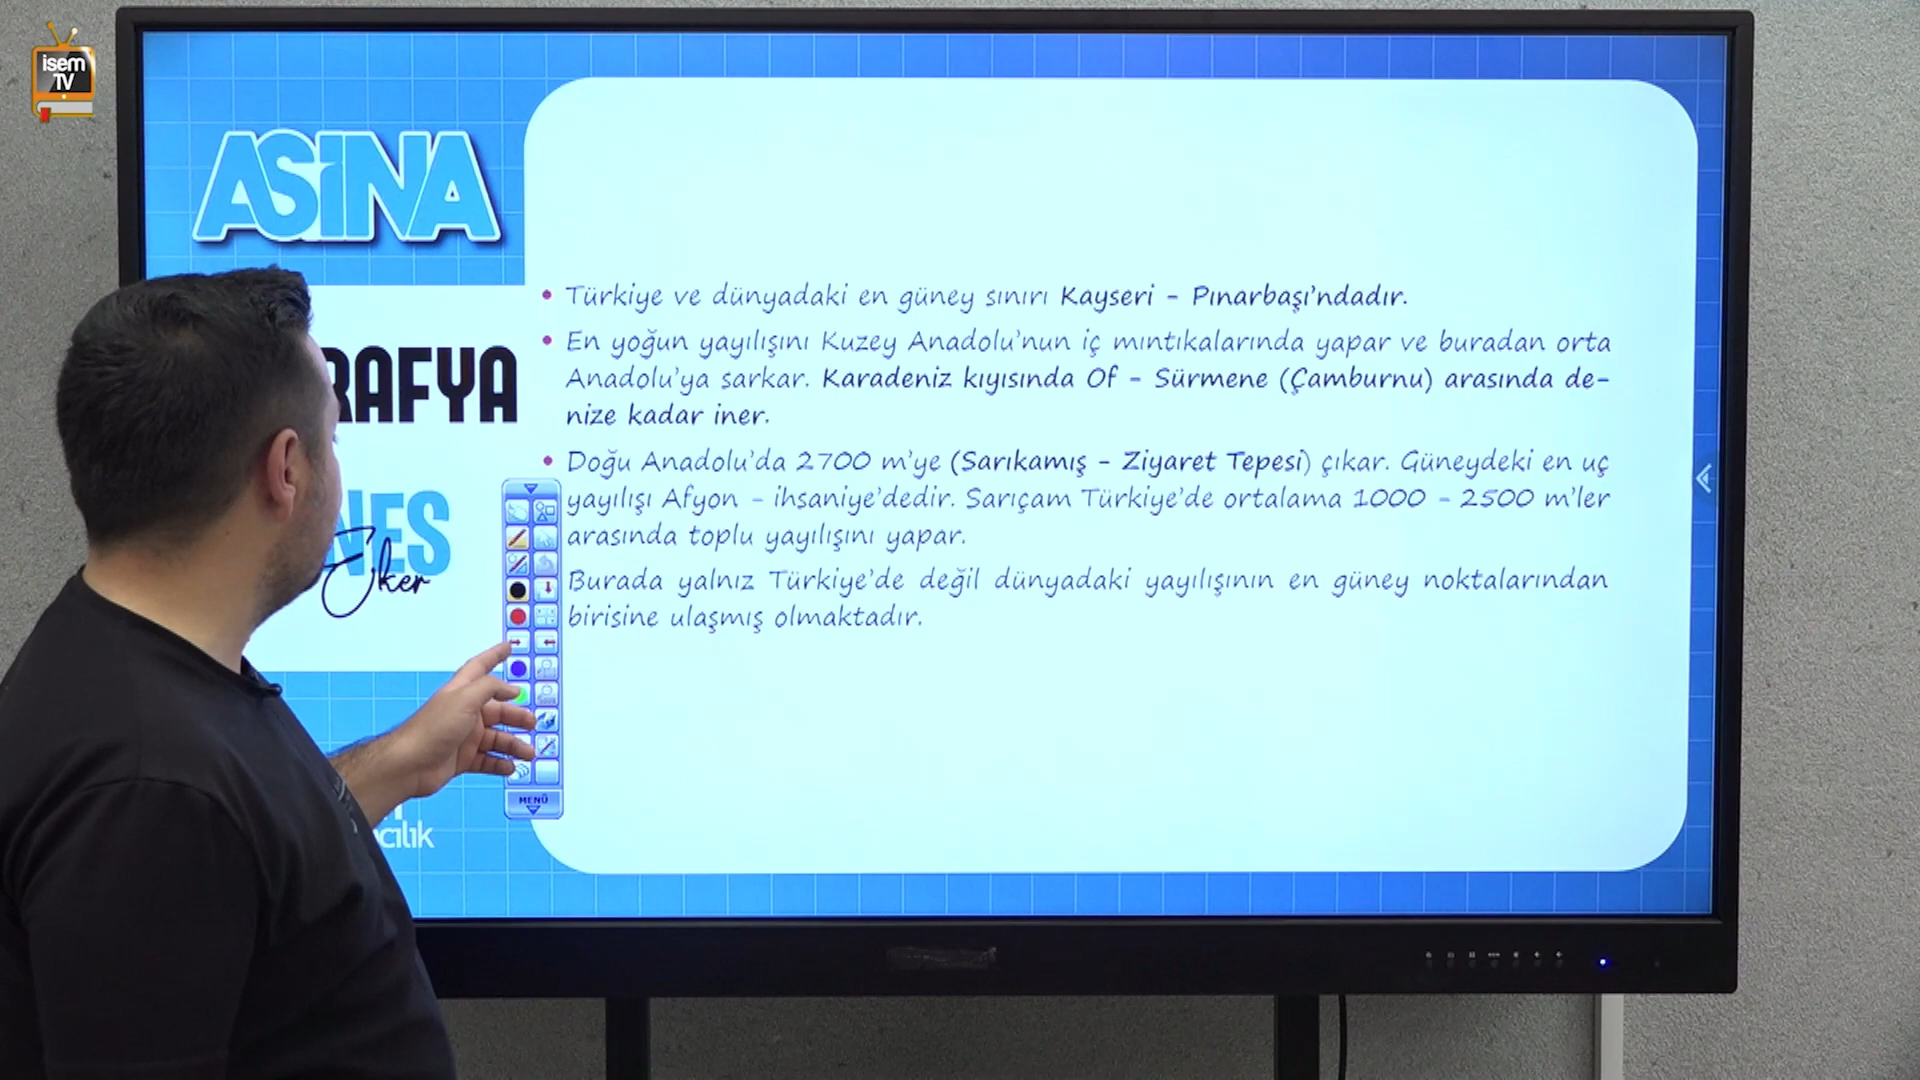 isem
TV
ASİNA
RAFYA
NES
Eker
cılık
• Türkiye ve dünyadaki en güney sınırı Kayseri – Pınarbaşı'ndadır.
• En yoğun yayılışını Kuzey Anadolu'nun iç mıntıkalarında yapar ve buradan orta
Anadolu'ya sarkar. Karadeniz kıyısında Of – Sürmene (Çamburnu) arasında de-
nize kadar iner.
• Doğu Anadolu'da 2700 m'ye (Sarıkamış – Ziyaret Tepesi) çıkar. Güneydeki en uç
yayılışı Afyon – ihsaniye'dedir. Sarıçam Türkiye'de ortalama 1000 – 2500 m'ler
arasında toplu yayılışını yapar.
Burada yalnız Türkiye'de değil dünyadaki yayılışının en güney noktalarından
birisine ulaşmış olmaktadır.
MENÜ